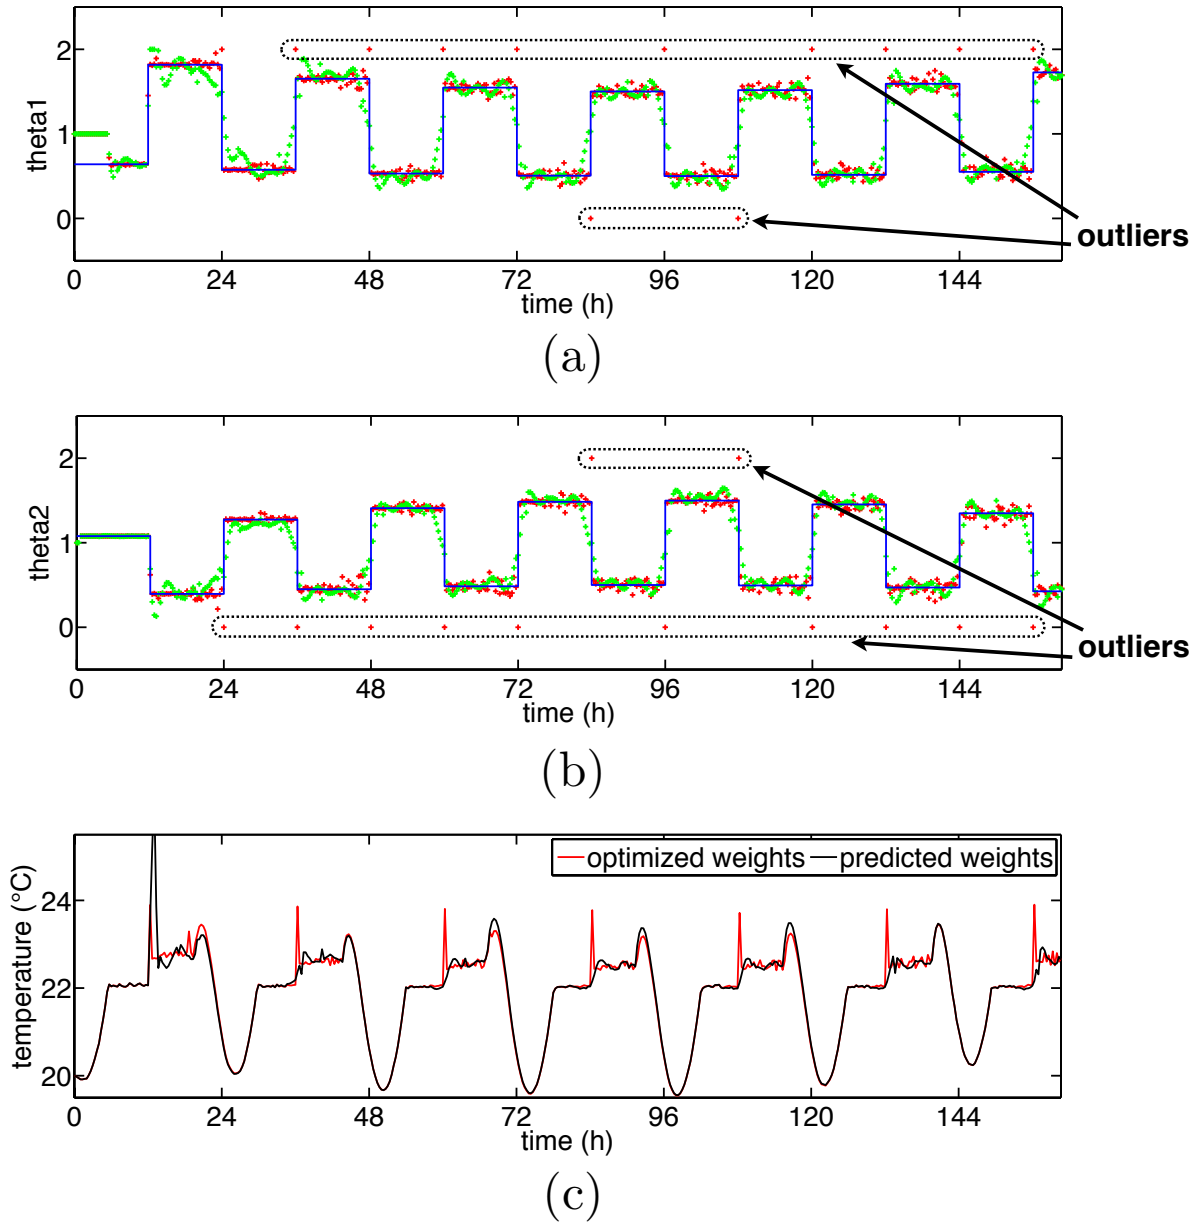 theta1
2
1
0
0 24 48 72 96 120 144
time (h)
outliers
(a)
theta2
2
1
0
0 24 48 72 96 120 144
time (h)
outliers
(b)
temperature (°C)
24
22
20
optimized weights predicted weights
0 24 48 72 96 120 144
time (h)
(c)